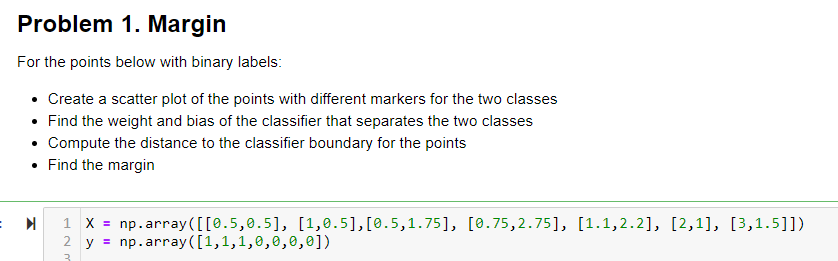 Problem 1. Margin
For the points below with binary labels:
• Create a scatter plot of the points with different markers for the two classes
• Find the weight and bias of the classifier that separates the two classes
• Compute the distance to the classifier boundary for the points
• Find the margin
: 1 X = np.array([[0.5,0.5], [1,0.5],[0.5,1.75], [0.75,2.75], [1.1,2.2], [2,1], [3,1.5]])
2 y = np.array([1,1,1,0,0,0,0])
3